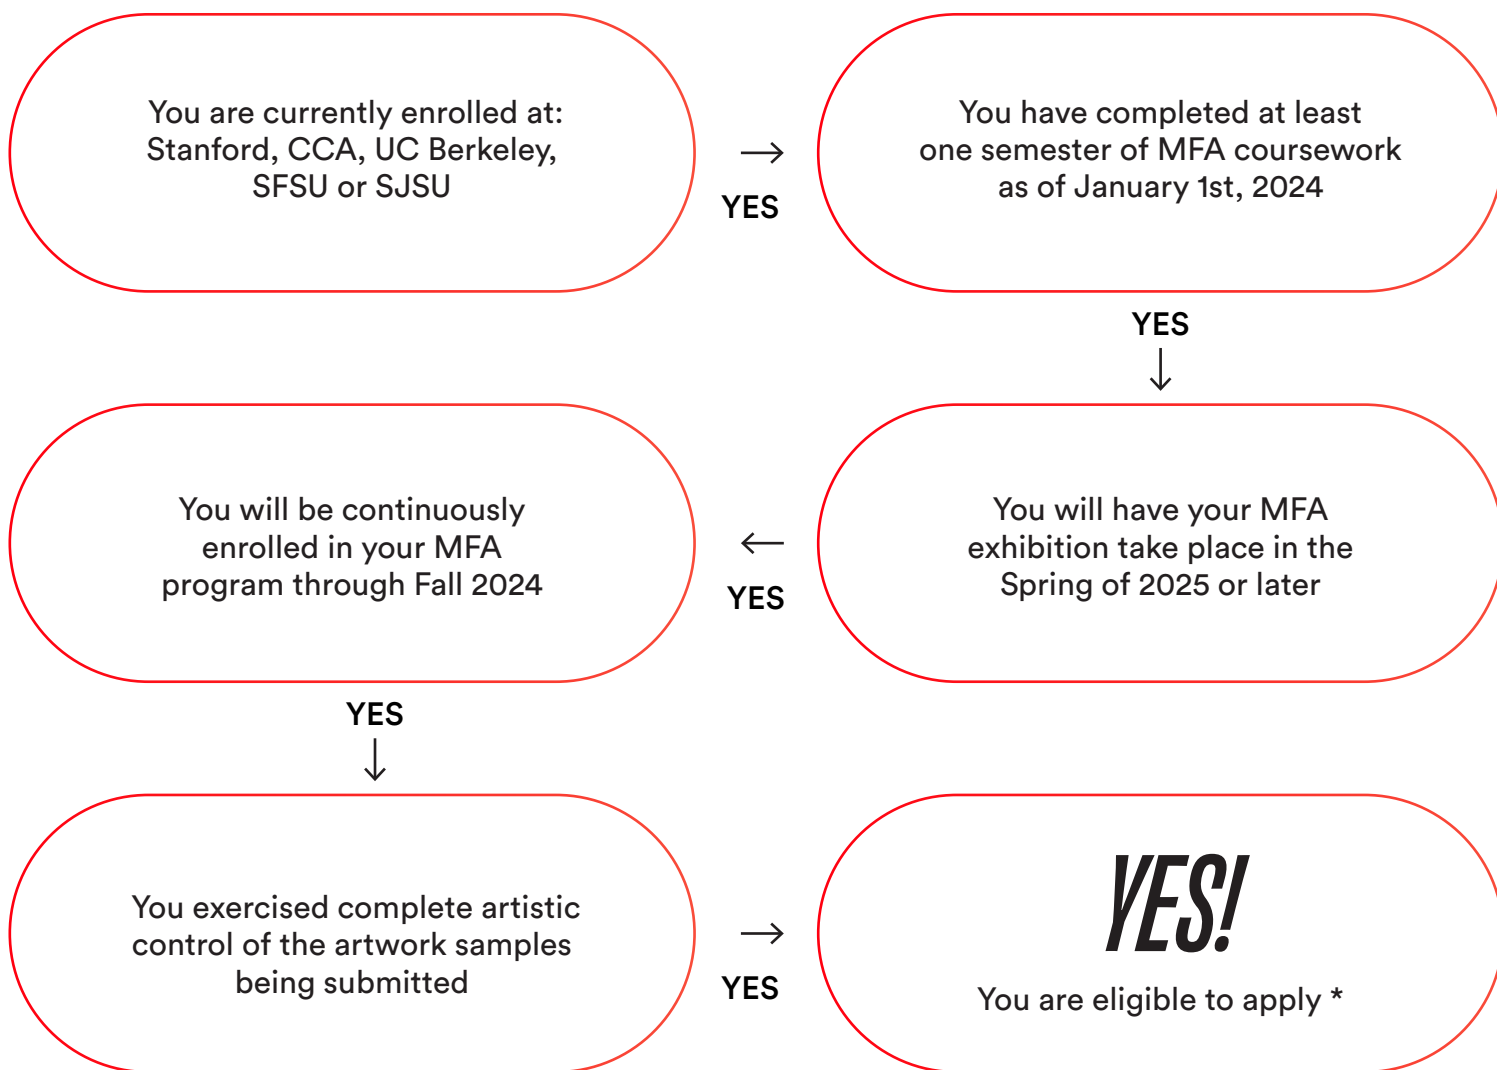 You are currently enrolled at:
Stanford, CCA, UC Berkeley,
SFSU or SJSU
YES
You have completed at least
one semester of MFA coursework
as of January 1st, 2024
YES
You will have your MFA
exhibition take place in the
Spring of 2025 or later
YES
You will be continuously
enrolled in your MFA
program through Fall 2024
YES
You exercised complete artistic
control of the artwork samples
being submitted
YES
YES!
You are eligible to apply *